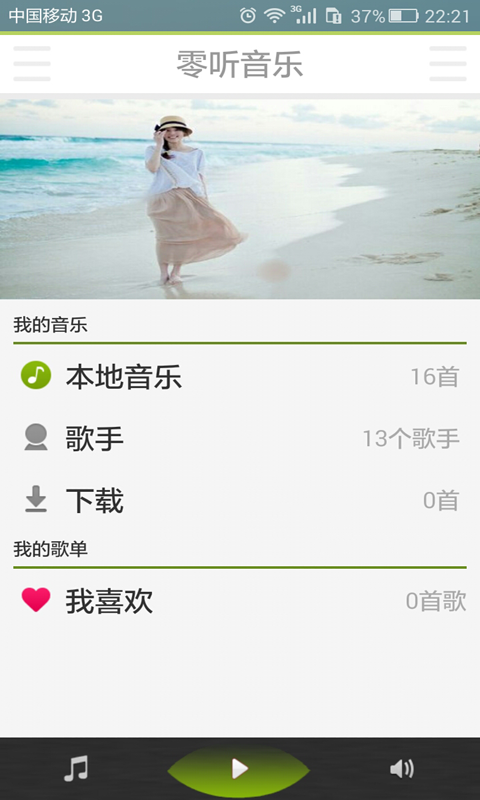 中国移动 3G 3G 37% 22:21
零听音乐
我的音乐
本地音乐 16首
歌手 13个歌手
下载 0首
我的歌单
我喜欢 0首歌